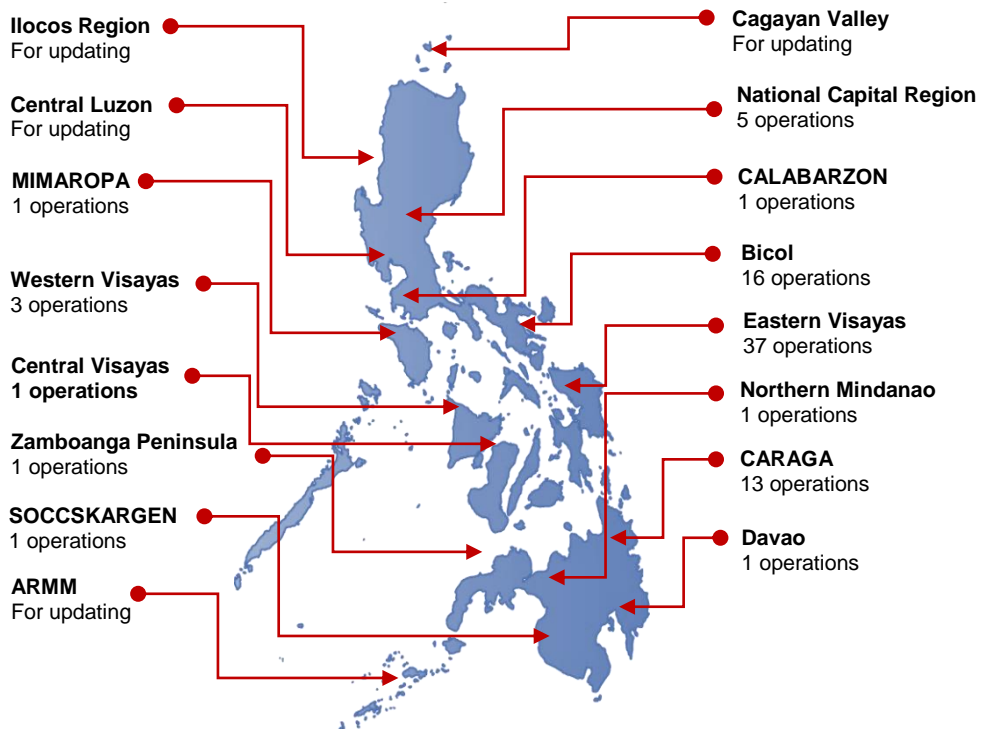 Ilocos Region
For updating
Central Luzon
For updating
MIMAROPA
1 operations
Western Visayas
3 operations
Central Visayas
1 operations
Zamboanga Peninsula
1 operations
SOCCSKARGEN
1 operations
ARMM
For updating
Cagayan Valley
For updating
National Capital Region
5 operations
CALABARZON
1 operations
Bicol
16 operations
Eastern Visayas
37 operations
Northern Mindanao
1 operations
CARAGA
13 operations
Davao
1 operations